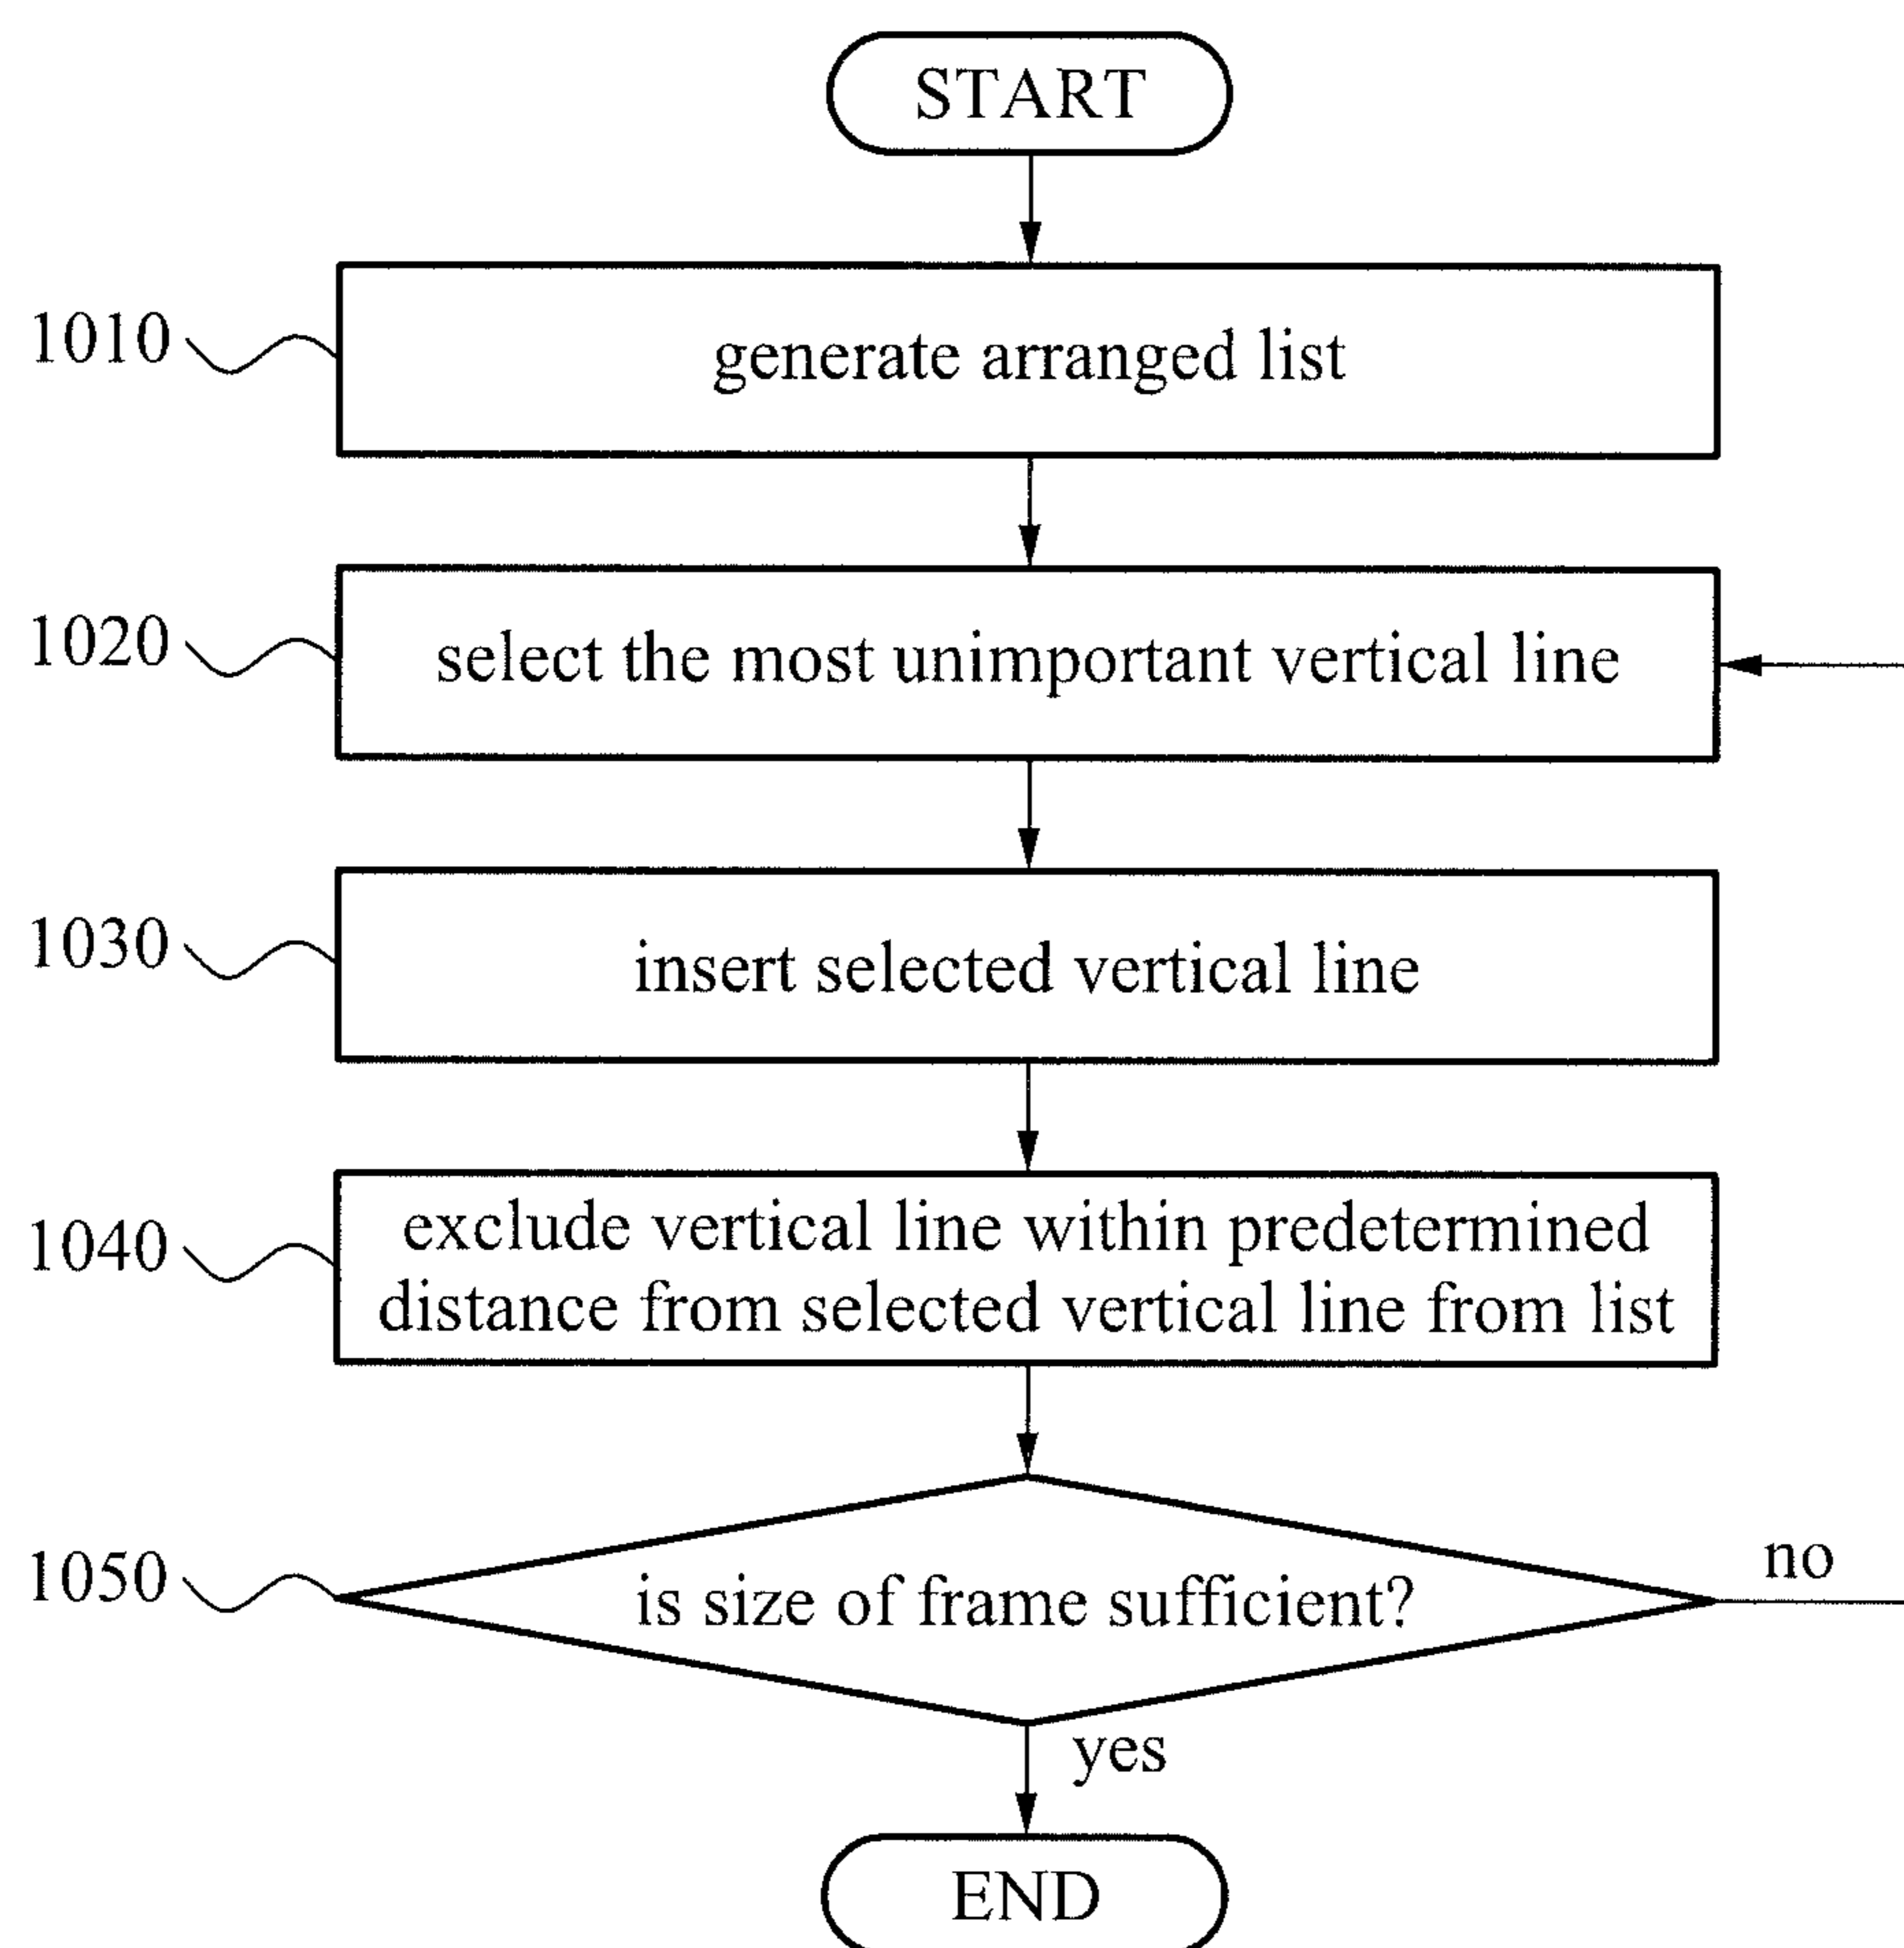 START
1010
generate arranged list
1020
select the most unimportant vertical line
1030
insert selected vertical line
1040
exclude vertical line within predetermined
distance from selected vertical line from list
1050
is size of frame sufficient?
no
yes
END